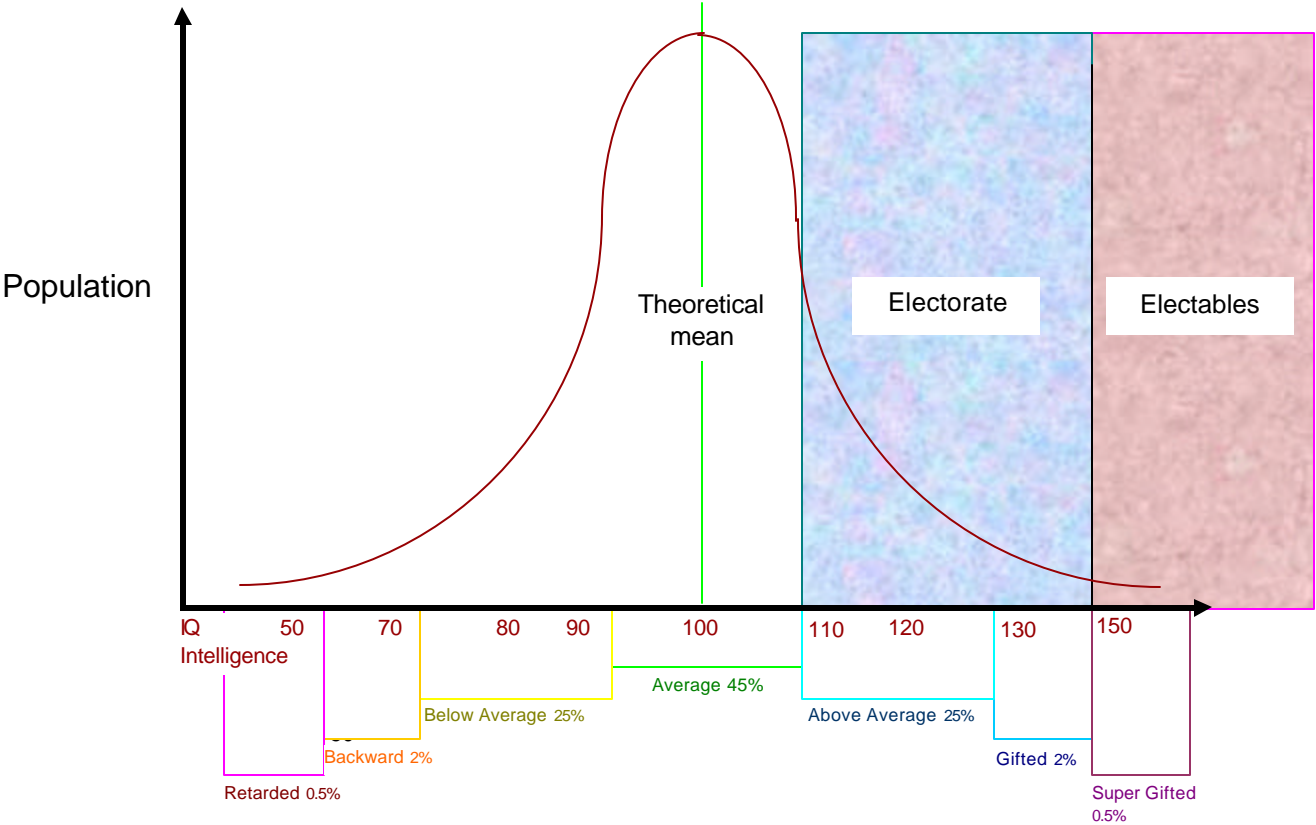 Population
Theoretical
mean
Electorate
Electables
IQ 50 70 80 90 100 110 120 130 150
Intelligence
Average 45%
Below Average 25%
Above Average 25%
Backward 2%
Gifted 2%
Retarded 0.5%
Super Gifted
0.5%